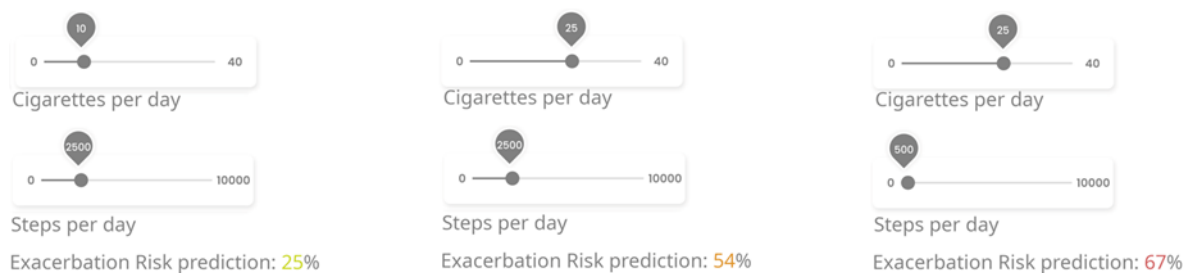 10 25 25
0 40 0 40 0 40
Cigarettes per day Cigarettes per day Cigarettes per day
2500 2500 500
0 10000 0 10000 0 10000
Steps per day Steps per day Steps per day
Exacerbation Risk prediction: 25% Exacerbation Risk prediction: 54% Exacerbation Risk prediction: 67%